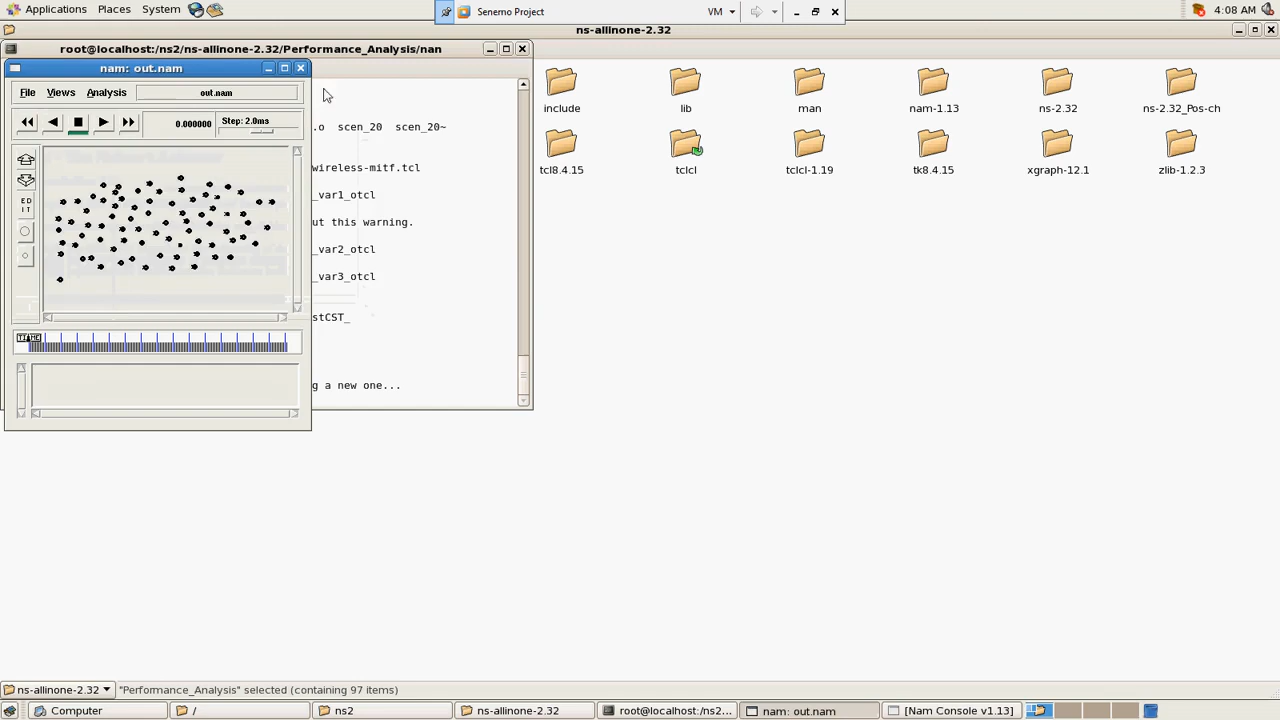 Applications Places System
Senemo Project VM
4:08 AM
ns-allinone-2.32
root@localhost:/ns2/ns-allinone-2.32/Performance_Analysis/nan
nam: out.nam
File Views Analysis out.nam
0.000000 Step: 2.0ms
ED
IT
TIME
.o scen_20 scen_20~
wireless-mitf.tcl
_var1_otcl
ut this warning.
_var2_otcl
_var3_otcl
stCST_
g a new one...
include lib man nam-1.13 ns-2.32 ns-2.32_Pos-ch
tcl8.4.15 tclcl tclcl-1.19 tk8.4.15 xgraph-12.1 zlib-1.2.3
ns-allinone-2.32 "Performance_Analysis" selected (containing 97 items)
Computer / ns2 ns-allinone-2.32 root@localhost:/ns2... nam: out.nam [Nam Console v1.13]